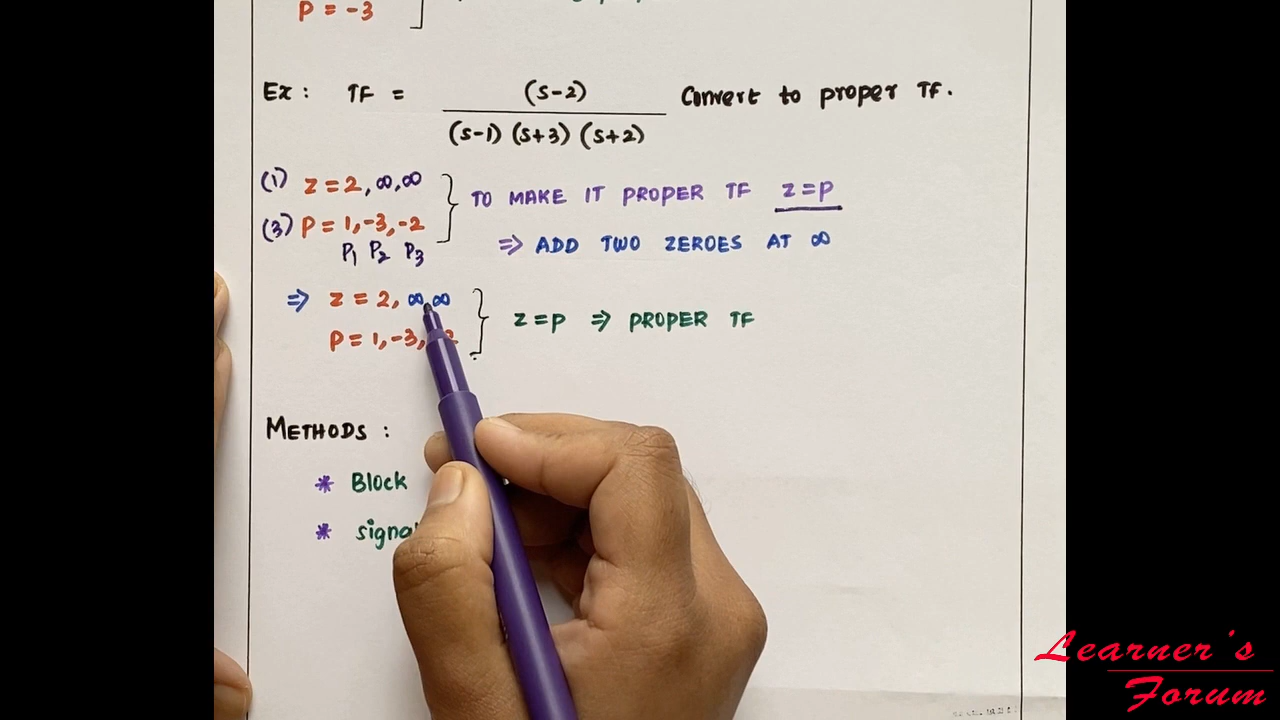 P = -3
Ex: TF = (s-2) / (s-1) (s+3) (s+2) Convert to proper TF.
(1) Z = 2, ∞, ∞
(3) P = 1, -3, -2
P1 P2 P3
TO MAKE IT PROPER TF Z=P
⇒ ADD TWO ZEROES AT ∞
⇒ Z = 2, ∞, ∞
P = 1, -3, 2
Z=P ⇒ PROPER TF
METHODS :
* Block
* signa
Learner's
Forum